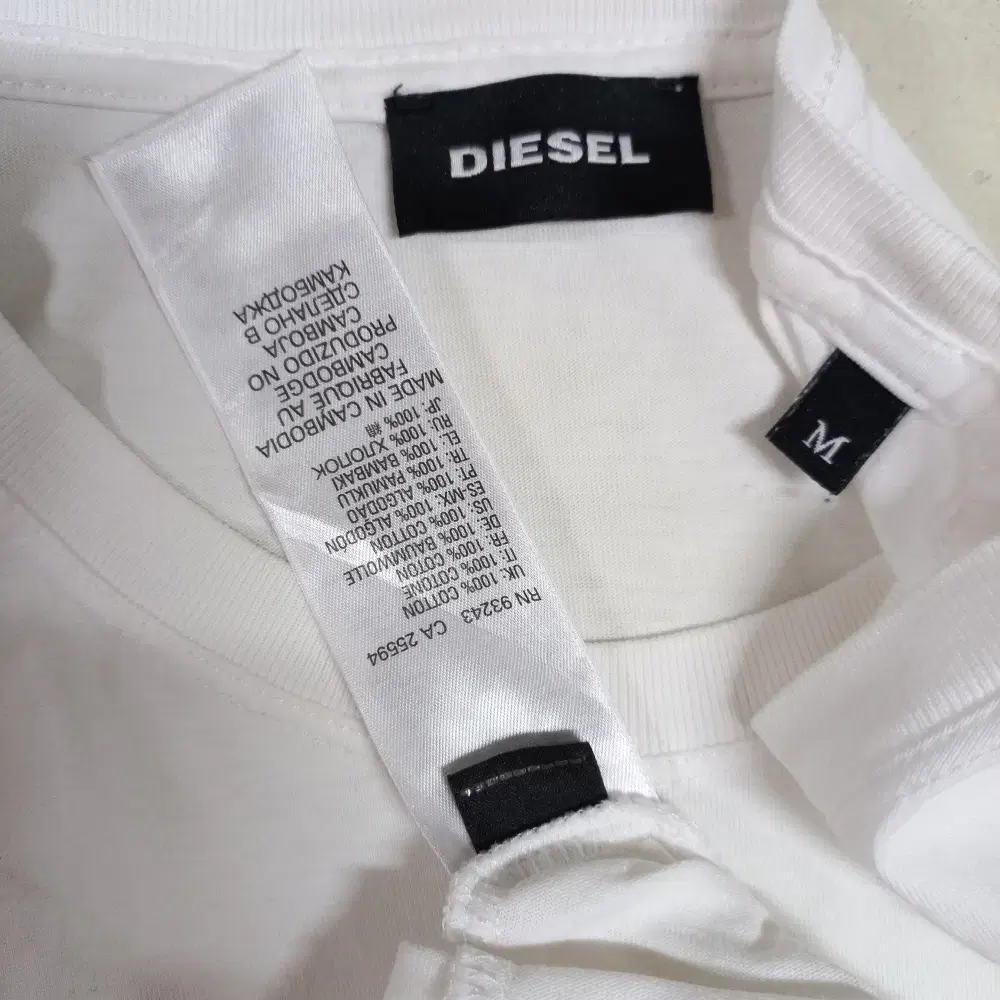 DIESEL
M
RN 93243 CA 25594
UK: 100% COTTON
IT: 100% COTONE
FR: 100% COTON
DE: 100% BAUMWOLLE
US: 100% COTTON
ES-MX: 100% ALGODÓN
PT: 100% ALGODAO
TR: 100% PAMUKLU
EL: 100% BAMBAKI
RU: 100% ХЛОПОК
JP: 100% 綿
MADE IN CAMBODIA
FABRIQUE AU
CAMBODGE
PRODUZIDO NO
CAMBOJA
СДЕЛАНО В
КАМБОДЖА